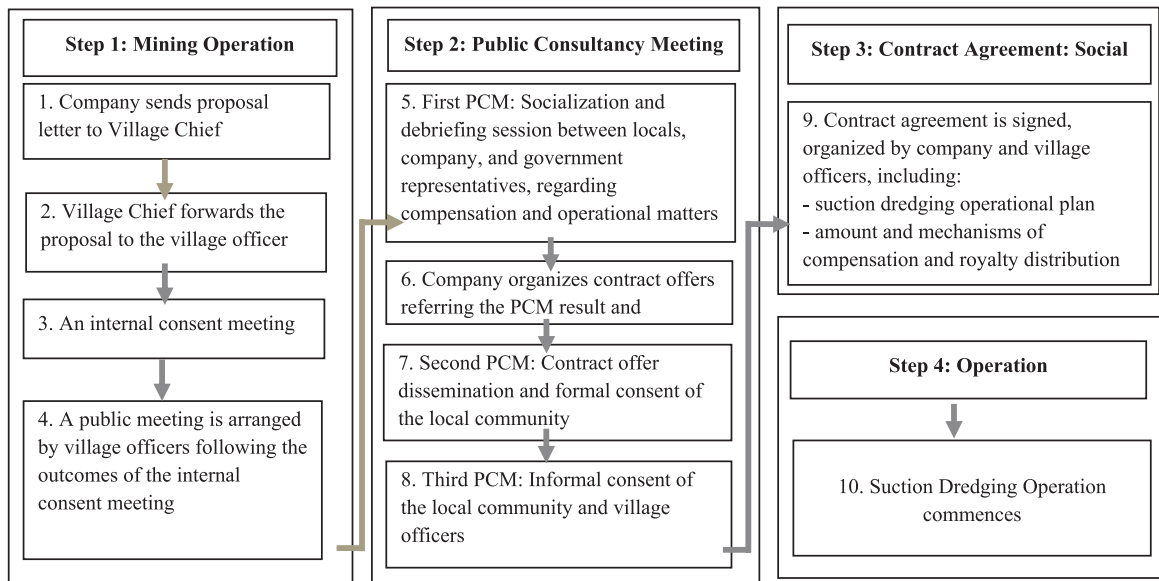 Step 1: Mining Operation
1. Company sends proposal
letter to Village Chief
2. Village Chief forwards the
proposal to the village officer
3. An internal consent meeting
4. A public meeting is arranged
by village officers following the
outcomes of the internal
consent meeting
Step 2: Public Consultancy Meeting
5. First PCM: Socialization and
debriefing session between locals,
company, and government
representatives, regarding
compensation and operational matters
6. Company organizes contract offers
referring the PCM result and
7. Second PCM: Contract offer
dissemination and formal consent of
the local community
8. Third PCM: Informal consent of
the local community and village
officers
Step 3: Contract Agreement: Social
9. Contract agreement is signed,
organized by company and village
officers, including:
- suction dredging operational plan
- amount and mechanisms of
compensation and royalty distribution
Step 4: Operation
10. Suction Dredging Operation
commences